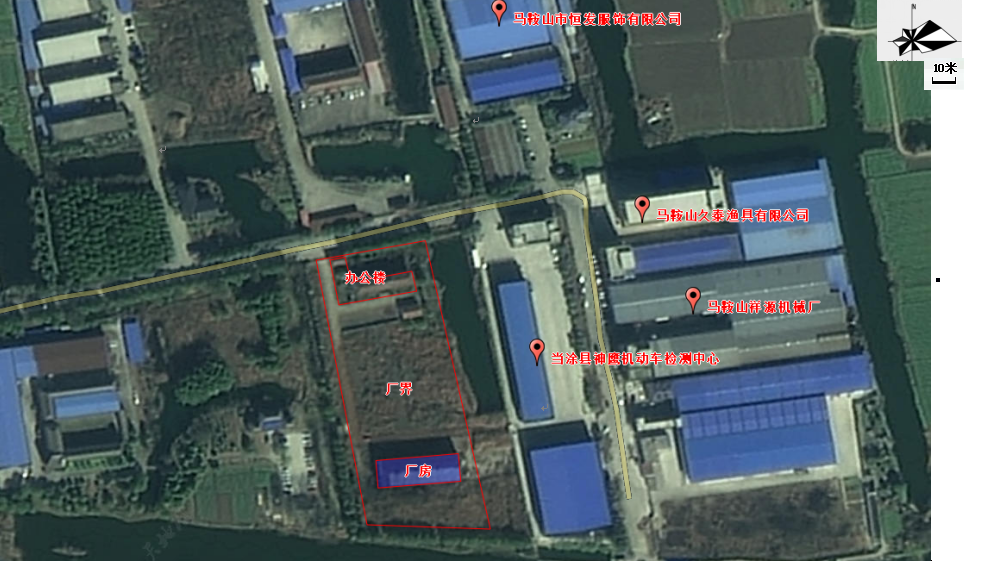 马鞍山市恒发服饰有限公司
N
10米
马鞍山久泰渔具有限公司
办公楼
马鞍山祥源机械厂
当涂县神鹰机动车检测中心
厂界
厂房